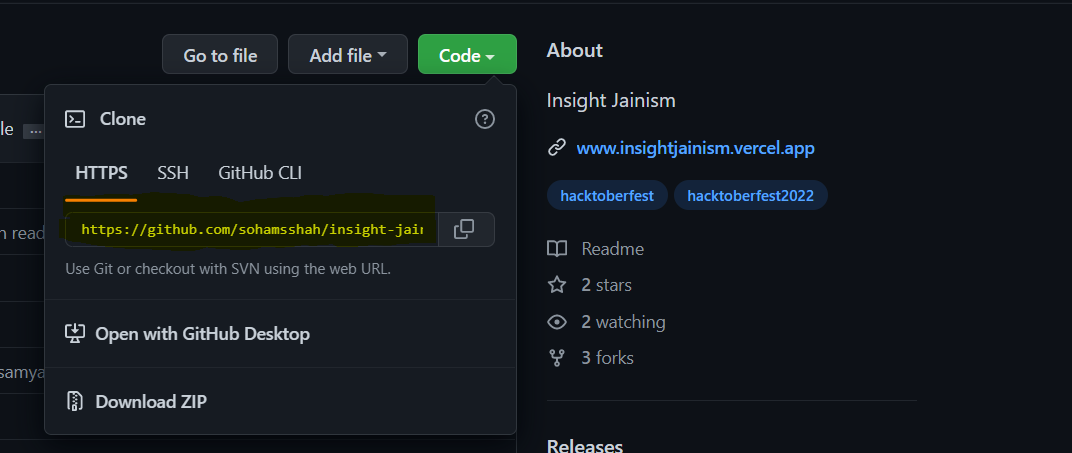 Go to file
Add file
Code
About
Clone
Insight Jainism
le ...
www.insightjainism.vercel.app
HTTPS
SSH
GitHub CLI
hacktoberfest
hacktoberfest2022
https://github.com/sohamsshah/insight-jain
n read
Readme
Use Git or checkout with SVN using the web URL.
2 stars
2 watching
Open with GitHub Desktop
3 forks
samya
Download ZIP
Releases